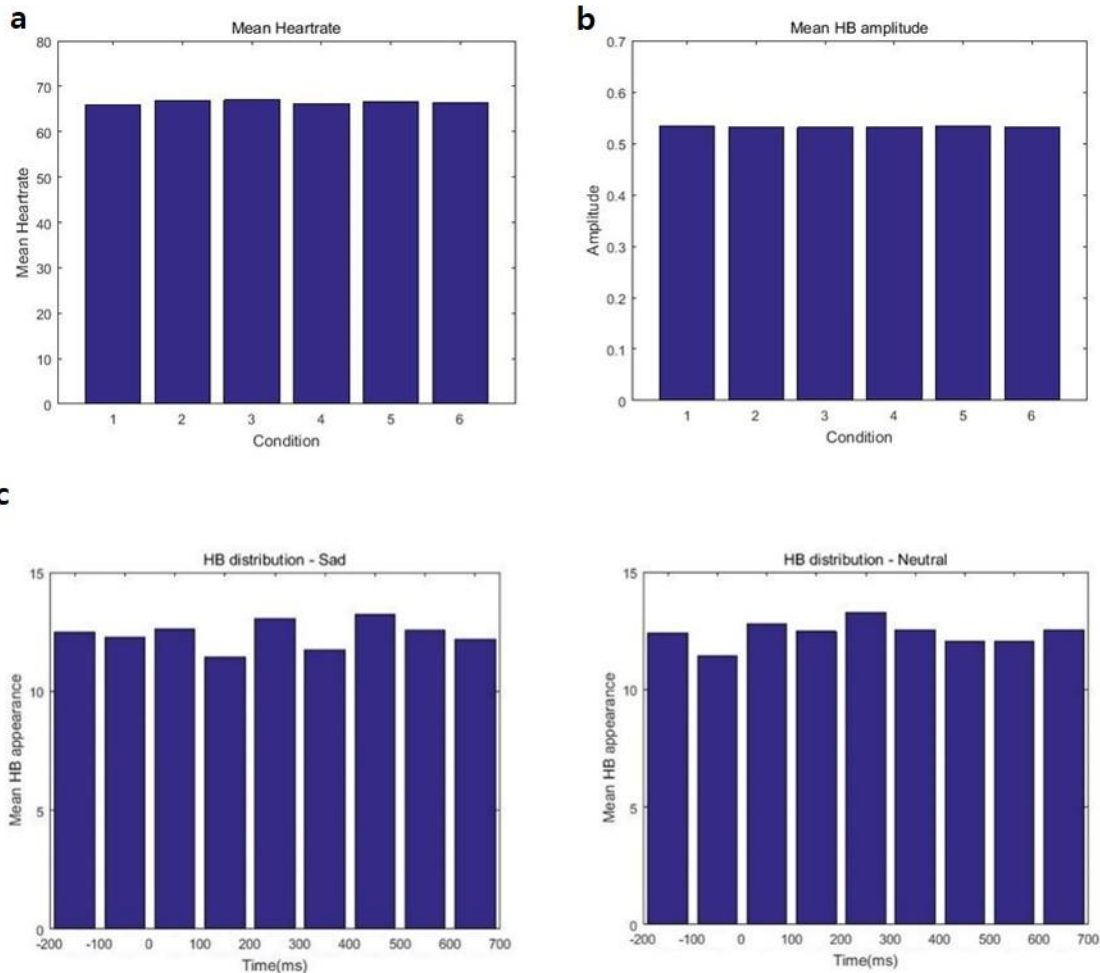 a
Mean Heartrate
80
70
60
50
40
30
20
10
0
Mean Heartrate
1 2 3 4 5 6
Condition
b
Mean HB amplitude
0.7
0.6
0.5
0.4
0.3
0.2
0.1
0
Amplitude
1 2 3 4 5 6
Condition
c
HB distribution - Sad
15
10
5
0
Mean HB appearance
-200 -100 0 100 200 300 400 500 600 700
Time(ms)
HB distribution - Neutral
15
10
5
0
Mean HB appearance
-200 -100 0 100 200 300 400 500 600 700
Time(ms)